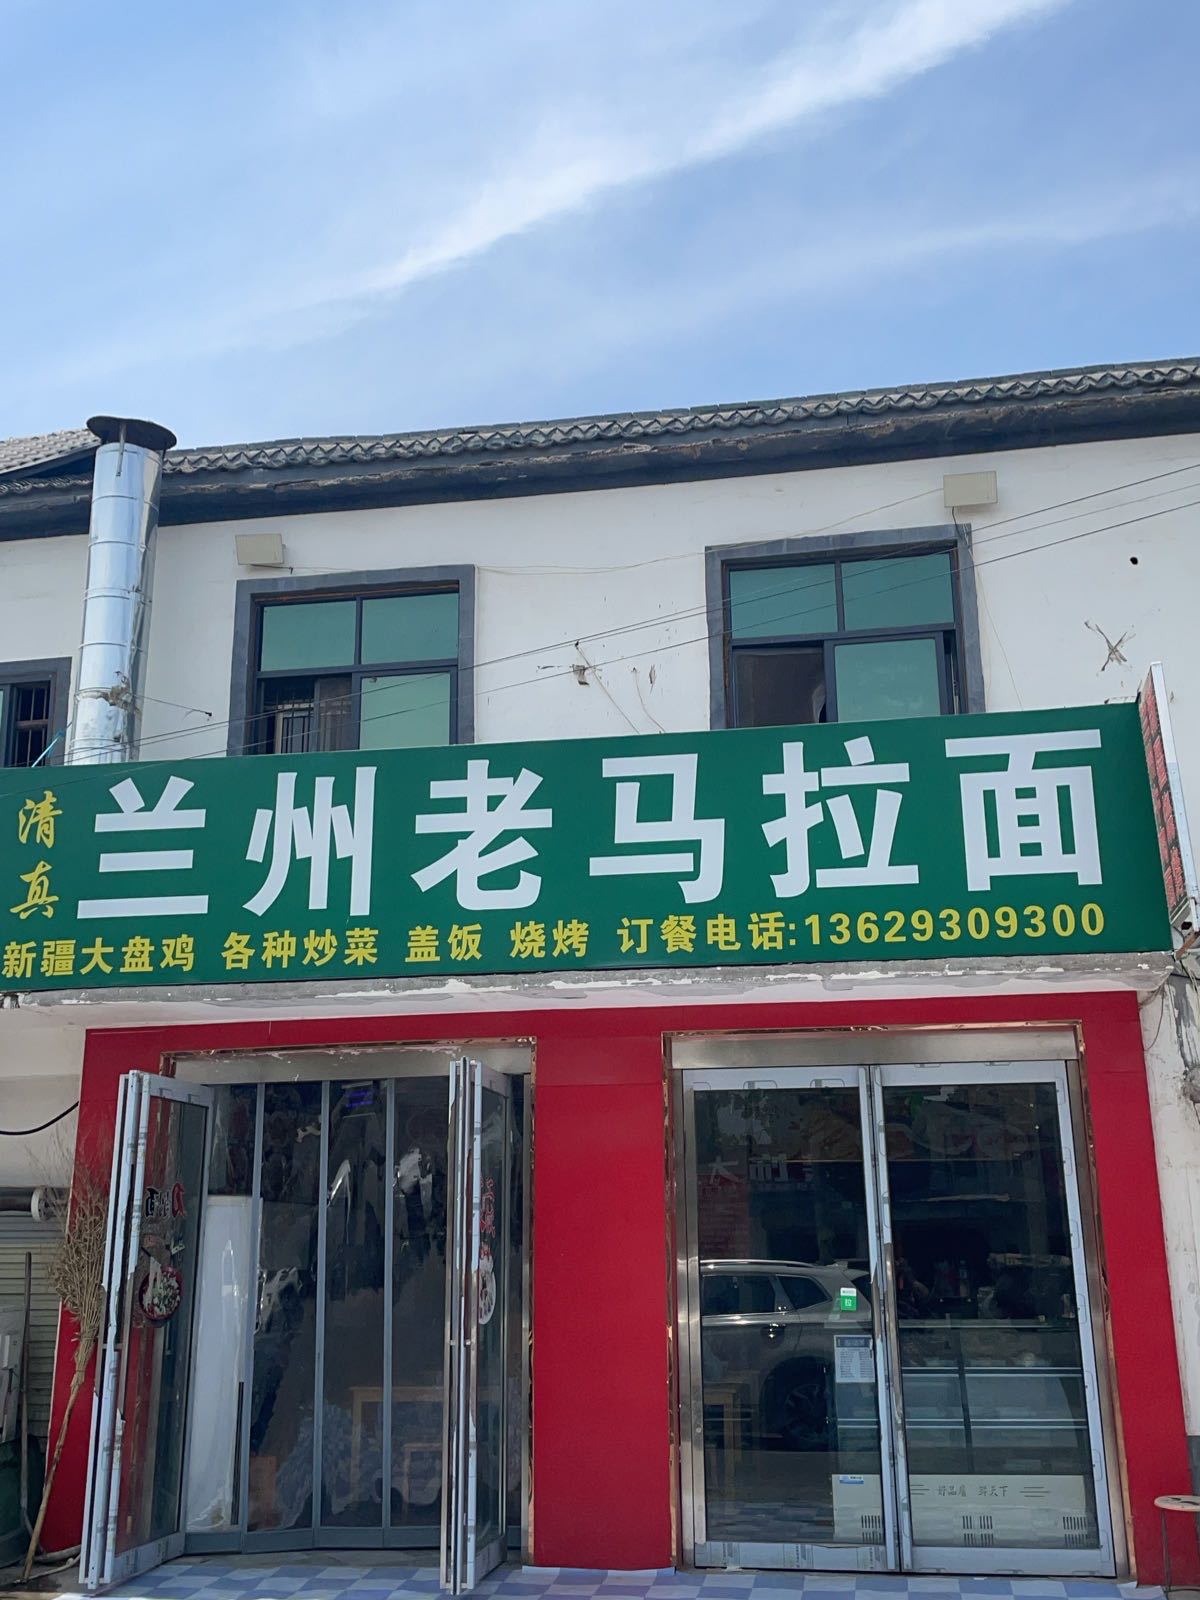 清真
兰州老马拉面
新疆大盘鸡 各种炒菜 盖饭 烧烤 订餐电话:13629309300
拉